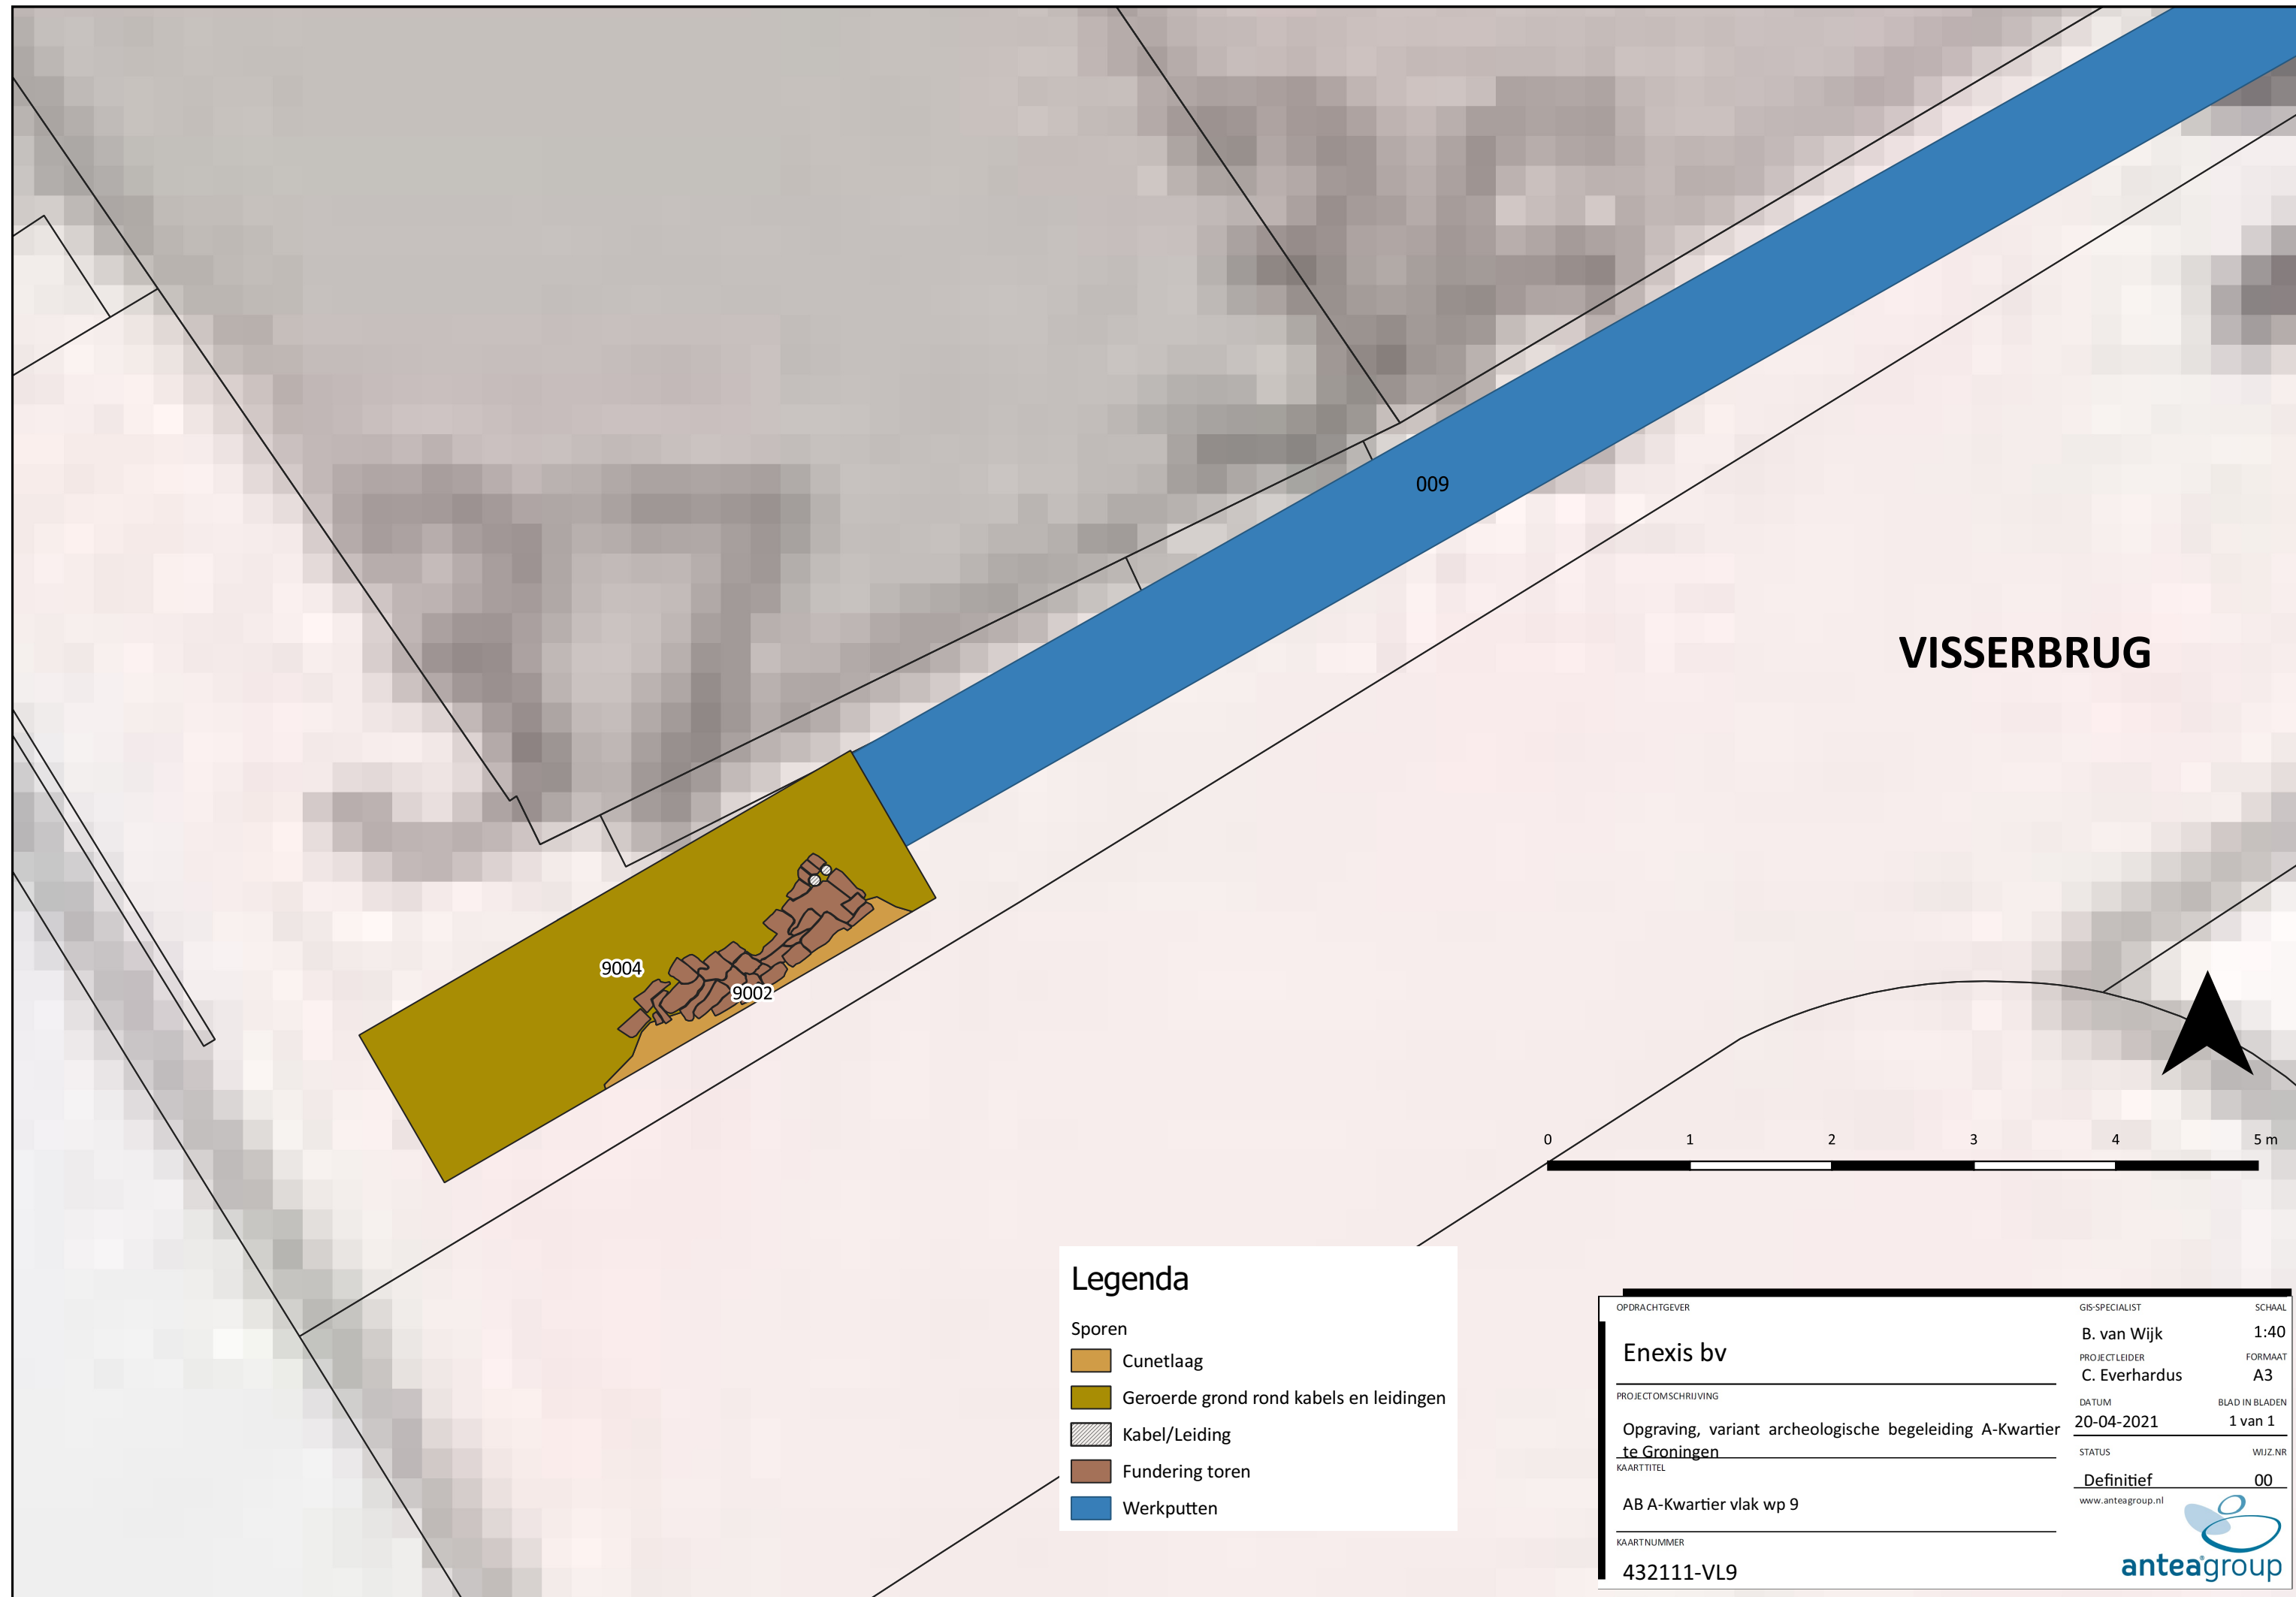 009
VISSERBRUG
9004
9002
0 1 2 3 4 5 m
Legenda
Sporen
Cunetlaag
Geroerde grond rond kabels en leidingen
Kabel/Leiding
Fundering toren
Werkputten
OPDRACHTGEVER
Enexis bv
PROJECTOMSCHRIJVING
Opgraving, variant archeologische begeleiding A-Kwartier
te Groningen
KAARTTITEL
AB A-Kwartier vlak wp 9
KAARTNUMMER
432111-VL9
GIS-SPECIALIST SCHAAL
B. van Wijk 1:40
PROJECTLEIDER FORMAAT
C. Everhardus A3
DATUM BLAD IN BLADEN
20-04-2021 1 van 1
STATUS WIJZ.NR
Definitief 00
www.anteagroup.nl
anteagroup